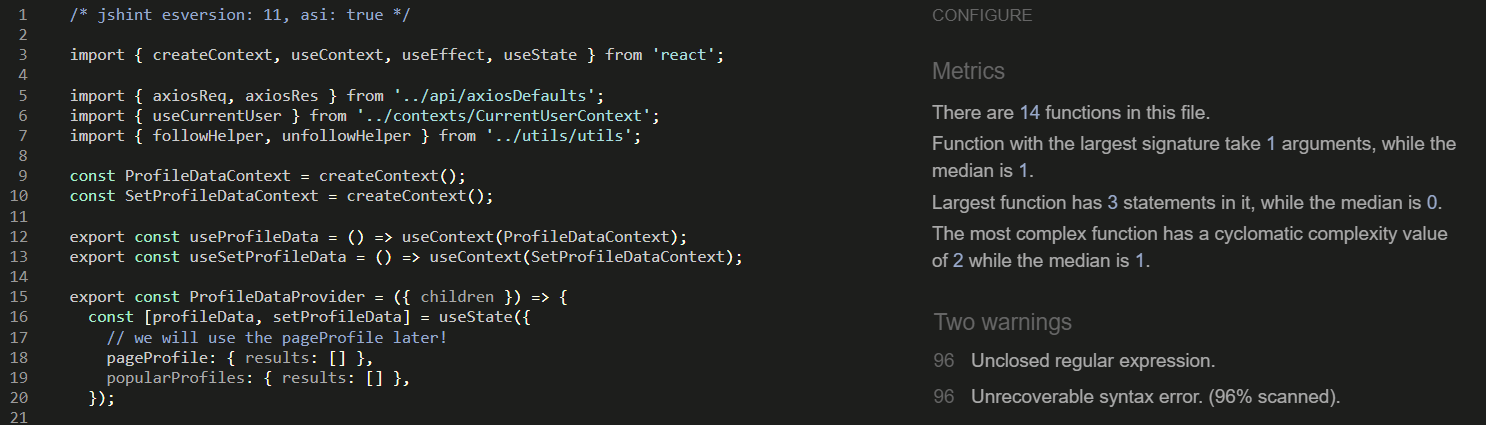 1 /* jshint esversion: 11, asi: true */
2
3 import { createContext, useContext, useEffect, useState } from 'react';
4
5 import { axiosReq, axiosRes } from '../api/axiosDefaults';
6 import { useCurrentUser } from '../contexts/CurrentUserContext';
7 import { followHelper, unfollowHelper } from '../utils/utils';
8
9 const ProfileDataContext = createContext();
10 const SetProfileDataContext = createContext();
11
12 export const useProfileData = () => useContext(ProfileDataContext);
13 export const useSetProfileData = () => useContext(SetProfileDataContext);
14
15 export const ProfileDataProvider = ({ children }) => {
16 const [profileData, setProfileData] = useState({
17 // we will use the pageProfile later!
18 pageProfile: { results: [] },
19 popularProfiles: { results: [] },
20 });
21
CONFIGURE
Metrics
There are 14 functions in this file.
Function with the largest signature take 1 arguments, while the
median is 1.
Largest function has 3 statements in it, while the median is 0.
The most complex function has a cyclomatic complexity value
of 2 while the median is 1.
Two warnings
96 Unclosed regular expression.
96 Unrecoverable syntax error. (96% scanned).